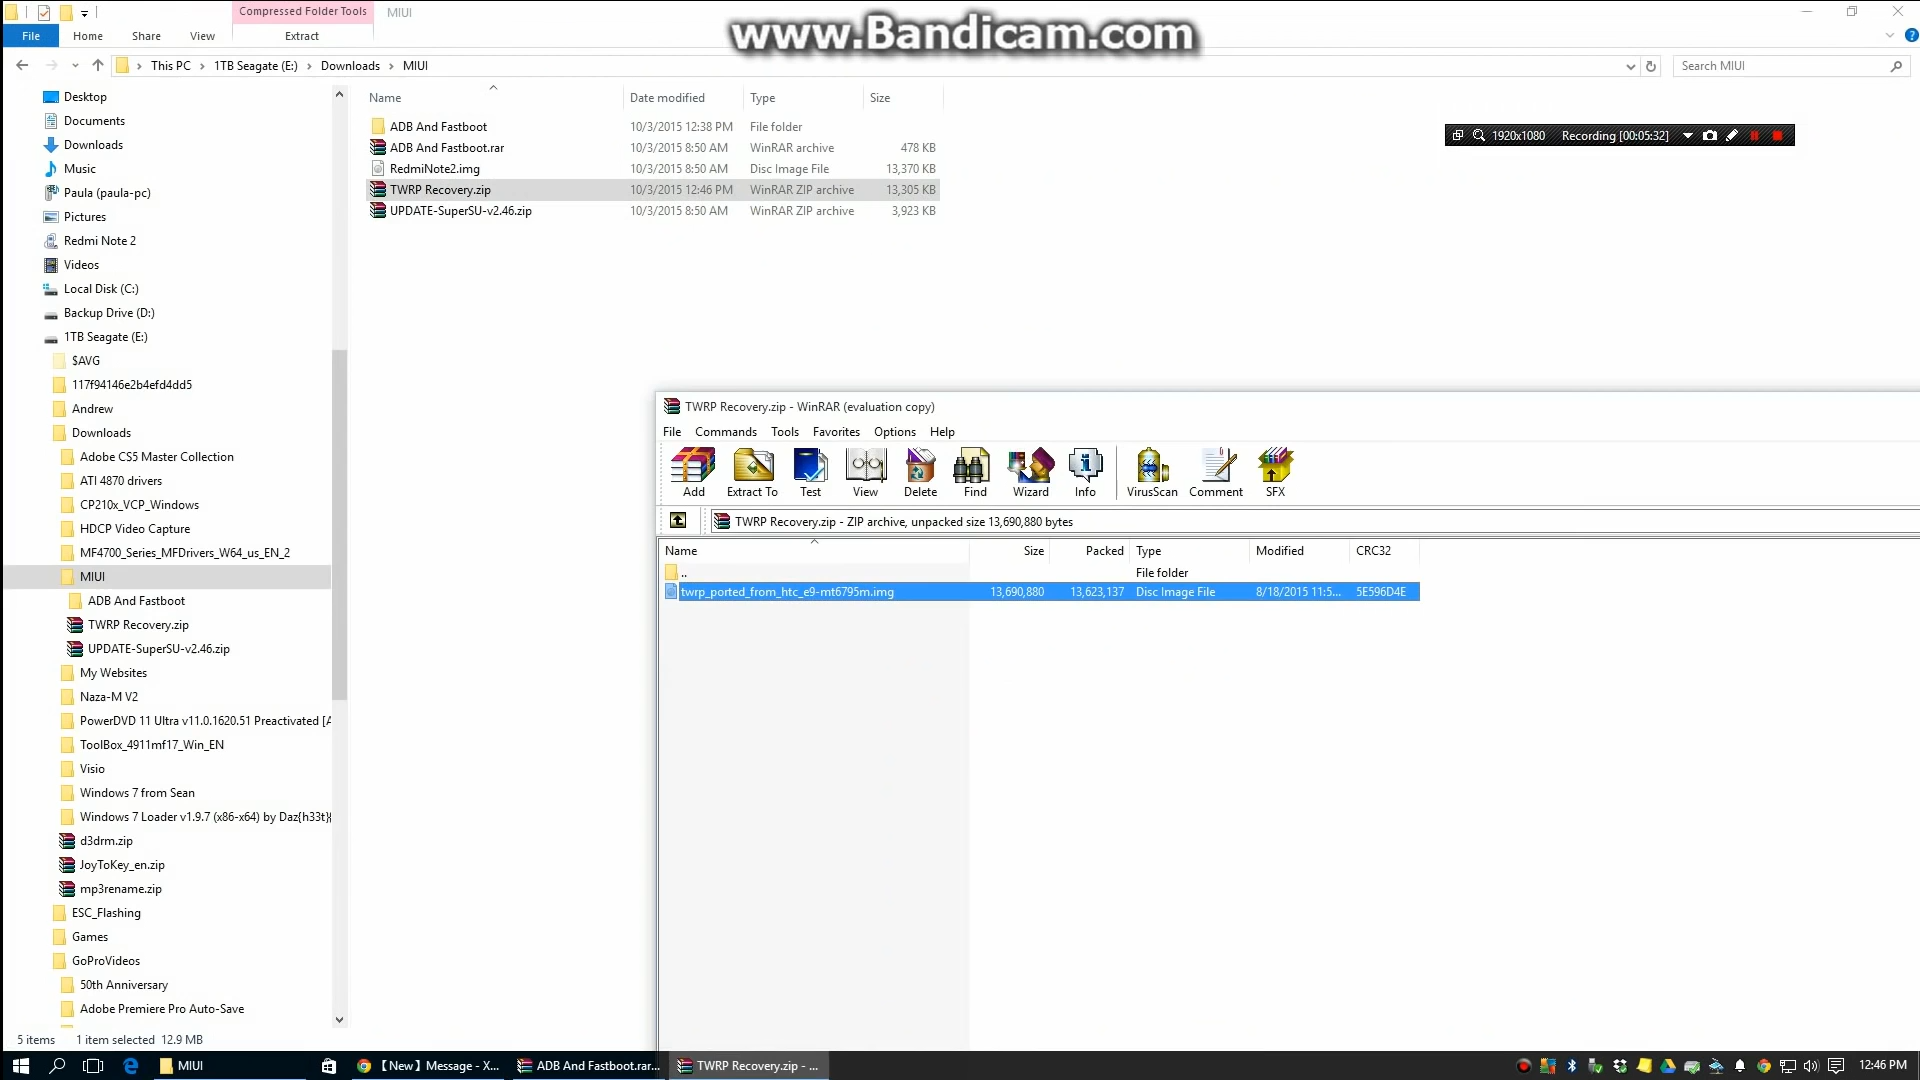 Compressed Folder Tools
MIUI
www.Bandicam.com
File
Home
Share
View
Extract
This PC
1TB Seagate (E:)
Downloads
MIUI
Search MIUI
Desktop
Documents
Downloads
Music
Paula (paula-pc)
Pictures
Redmi Note 2
Videos
Local Disk (C:)
Backup Drive (D:)
1TB Seagate (E:)
$AVG
117f94146e2b4efd4dd5
Andrew
Downloads
Adobe CS5 Master Collection
ATI 4870 drivers
CP210x_VCP_Windows
HDCP Video Capture
MF4700_Series_MFDrivers_W64_us_EN_2
MIUI
ADB And Fastboot
TWRP Recovery.zip
UPDATE-SuperSU-v2.46.zip
My Websites
Naza-M V2
PowerDVD 11 Ultra v11.0.1620.51 Preactivated [A
ToolBox_4911mf17_Win_EN
Visio
Windows 7 from Sean
Windows 7 Loader v1.9.7 (x86-x64) by Daz{h33t}
d3drm.zip
JoyToKey_en.zip
mp3rename.zip
ESC_Flashing
Games
GoProVideos
50th Anniversary
Adobe Premiere Pro Auto-Save
Name Date modified Type Size
ADB And Fastboot 10/3/2015 12:38 PM File folder
ADB And Fastboot.rar 10/3/2015 8:50 AM WinRAR archive 478 KB
RedmiNote2.img 10/3/2015 8:50 AM Disc Image File 13,370 KB
TWRP Recovery.zip 10/3/2015 12:46 PM WinRAR ZIP archive 13,305 KB
UPDATE-SuperSU-v2.46.zip 10/3/2015 8:50 AM WinRAR ZIP archive 3,923 KB
1920x1080 Recording [00:05:32]
TWRP Recovery.zip - WinRAR (evaluation copy)
File Commands Tools Favorites Options Help
Add Extract To Test View Delete Find Wizard Info VirusScan Comment SFX
TWRP Recovery.zip - ZIP archive, unpacked size 13,690,880 bytes
Name Size Packed Type Modified CRC32
.. File folder
twrp_ported_from_htc_e9-mt6795m.img 13,690,880 13,623,137 Disc Image File 8/18/2015 11:5... 5E596D4E
5 items 1 item selected 12.9 MB
MIUI
【New】Message - X...
ADB And Fastboot.rar...
TWRP Recovery.zip - ...
12:46 PM